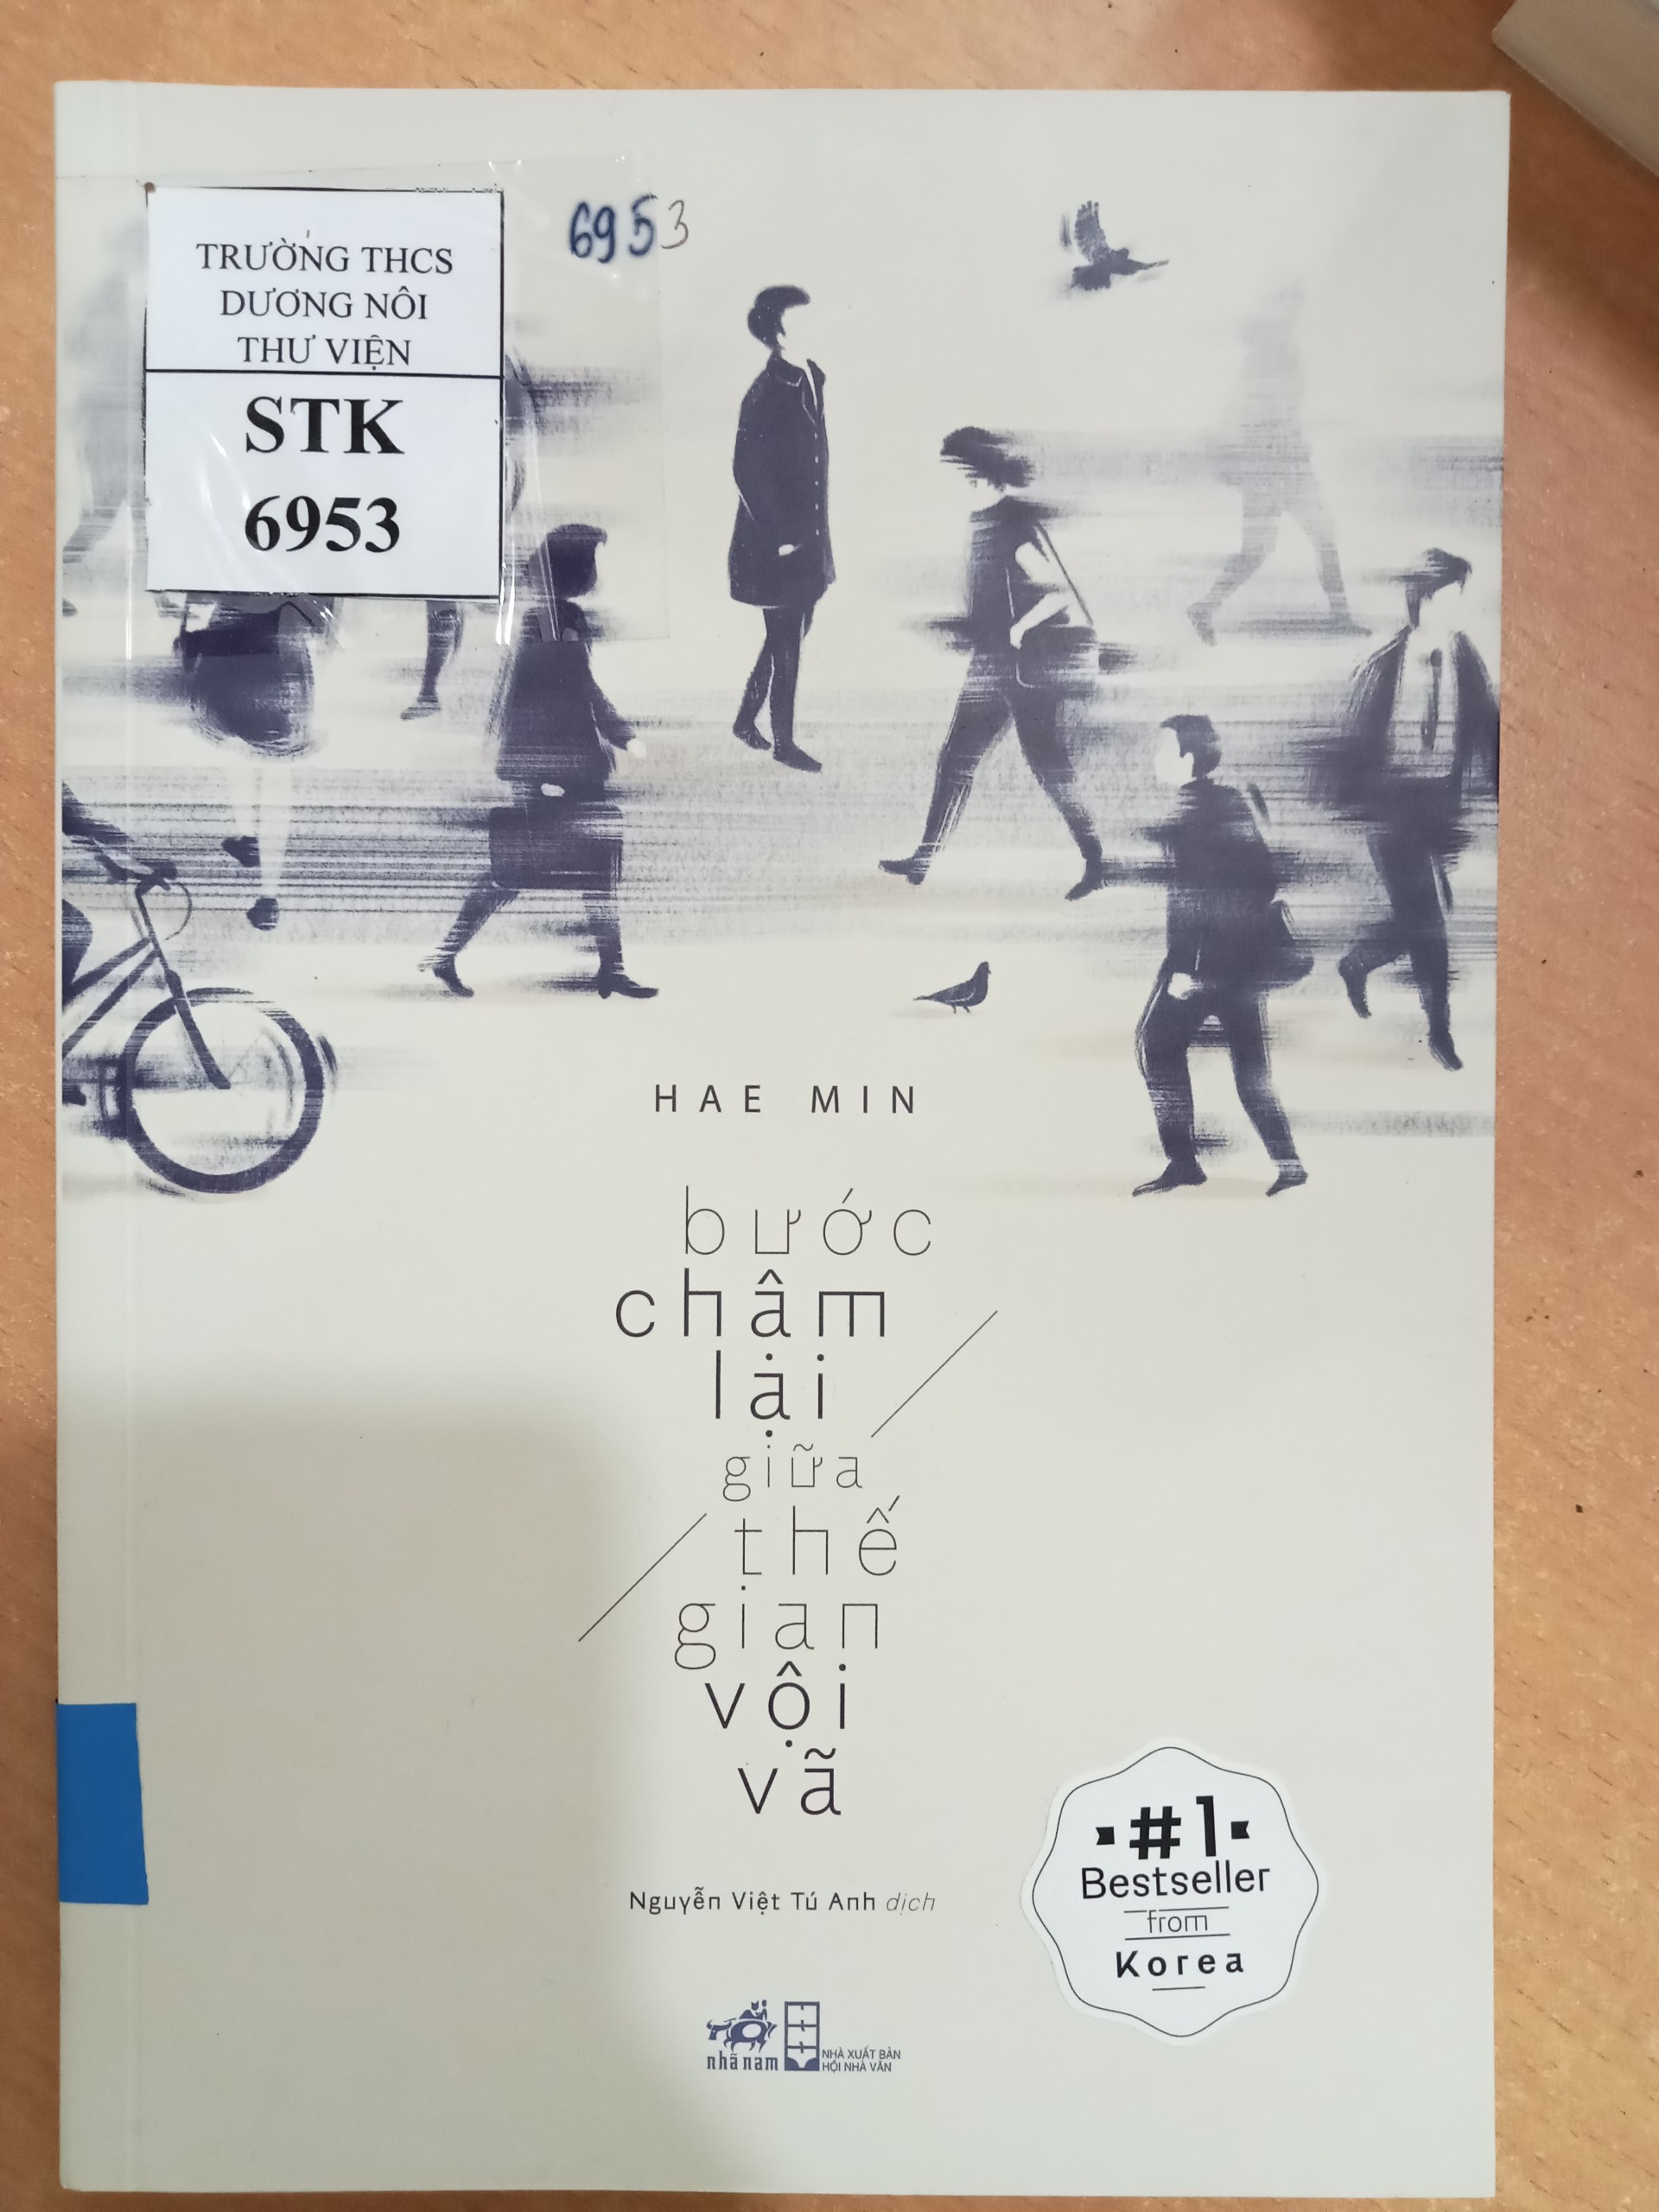 TRƯỜNG THCS
DƯƠNG NÔI
THƯ VIỆN
STK
6953
6953
HAE MIN
bước
chậm
lại
giữa
thế
gian
vội
vã
Nguyễn Việt Tú Anh dịch
#1
Bestseller
from
Korea
nhã nam
NHÀ XUẤT BẢN
HỘI NHÀ VĂN